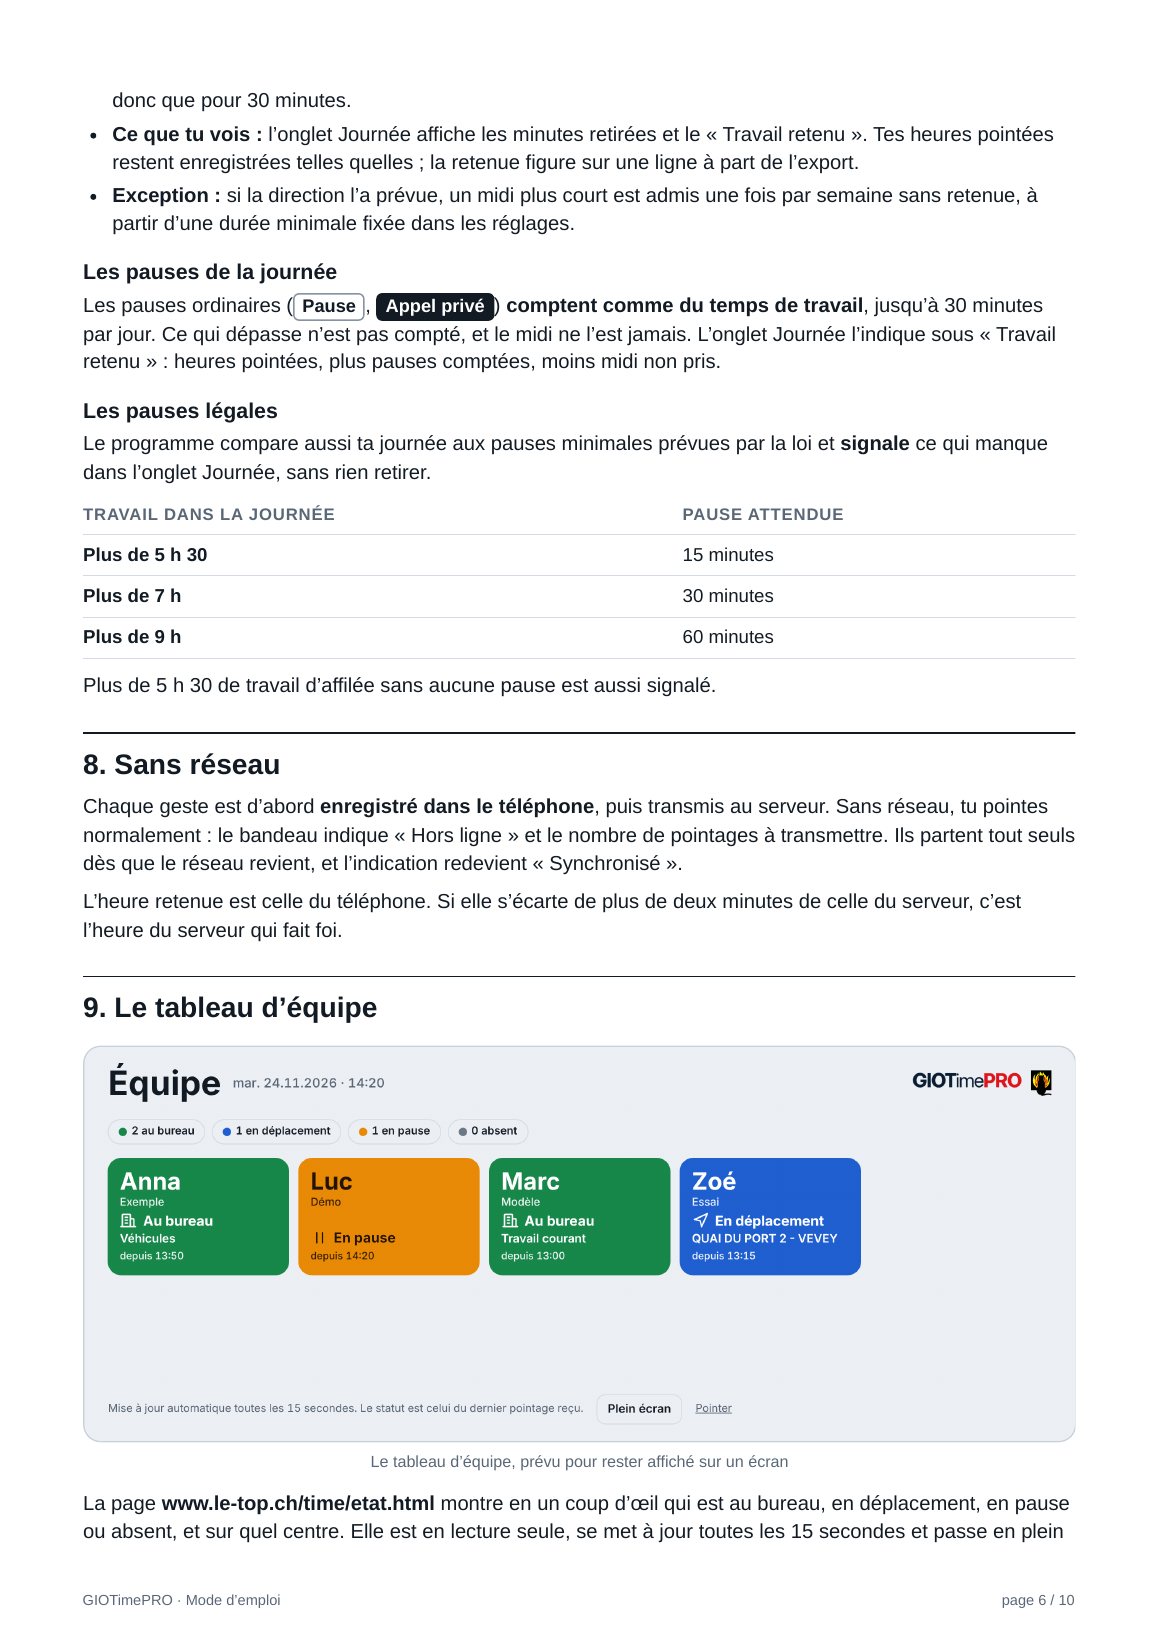 donc que pour 30 minutes.
• Ce que tu vois : l’onglet Journée affiche les minutes retirées et le « Travail retenu ». Tes heures pointées
restent enregistrées telles quelles ; la retenue figure sur une ligne à part de l’export.
• Exception : si la direction l’a prévue, un midi plus court est admis une fois par semaine sans retenue, à
partir d’une durée minimale fixée dans les réglages.
Les pauses de la journée
Les pauses ordinaires (Pause, Appel privé) comptent comme du temps de travail, jusqu’à 30 minutes
par jour. Ce qui dépasse n’est pas compté, et le midi ne l’est jamais. L’onglet Journée l’indique sous « Travail
retenu » : heures pointées, plus pauses comptées, moins midi non pris.
Les pauses légales
Le programme compare aussi ta journée aux pauses minimales prévues par la loi et signale ce qui manque
dans l’onglet Journée, sans rien retirer.
TRAVAIL DANS LA JOURNÉE PAUSE ATTENDUE
Plus de 5 h 30 15 minutes
Plus de 7 h 30 minutes
Plus de 9 h 60 minutes
Plus de 5 h 30 de travail d’affilée sans aucune pause est aussi signalé.
8. Sans réseau
Chaque geste est d’abord enregistré dans le téléphone, puis transmis au serveur. Sans réseau, tu pointes
normalement : le bandeau indique « Hors ligne » et le nombre de pointages à transmettre. Ils partent tout seuls
dès que le réseau revient, et l’indication redevient « Synchronisé ».
L’heure retenue est celle du téléphone. Si elle s’écarte de plus de deux minutes de celle du serveur, c’est
l’heure du serveur qui fait foi.
9. Le tableau d’équipe
Équipe mar. 24.11.2026 · 14:20 GIOTimePRO
2 au bureau 1 en déplacement 1 en pause 0 absent
Anna Luc Marc Zoé
Exemple Démo Modèle Essai
Au bureau Au bureau En déplacement
Véhicules En pause Travail courant QUAI DU PORT 2 - VEVEY
depuis 13:50 depuis 14:20 depuis 13:00 depuis 13:15
Mise à jour automatique toutes les 15 secondes. Le statut est celui du dernier pointage reçu. Plein écran Pointer
Le tableau d’équipe, prévu pour rester affiché sur un écran
La page www.le-top.ch/time/etat.html montre en un coup d’œil qui est au bureau, en déplacement, en pause
ou absent, et sur quel centre. Elle est en lecture seule, se met à jour toutes les 15 secondes et passe en plein
GIOTimePRO · Mode d’emploi page 6 / 10